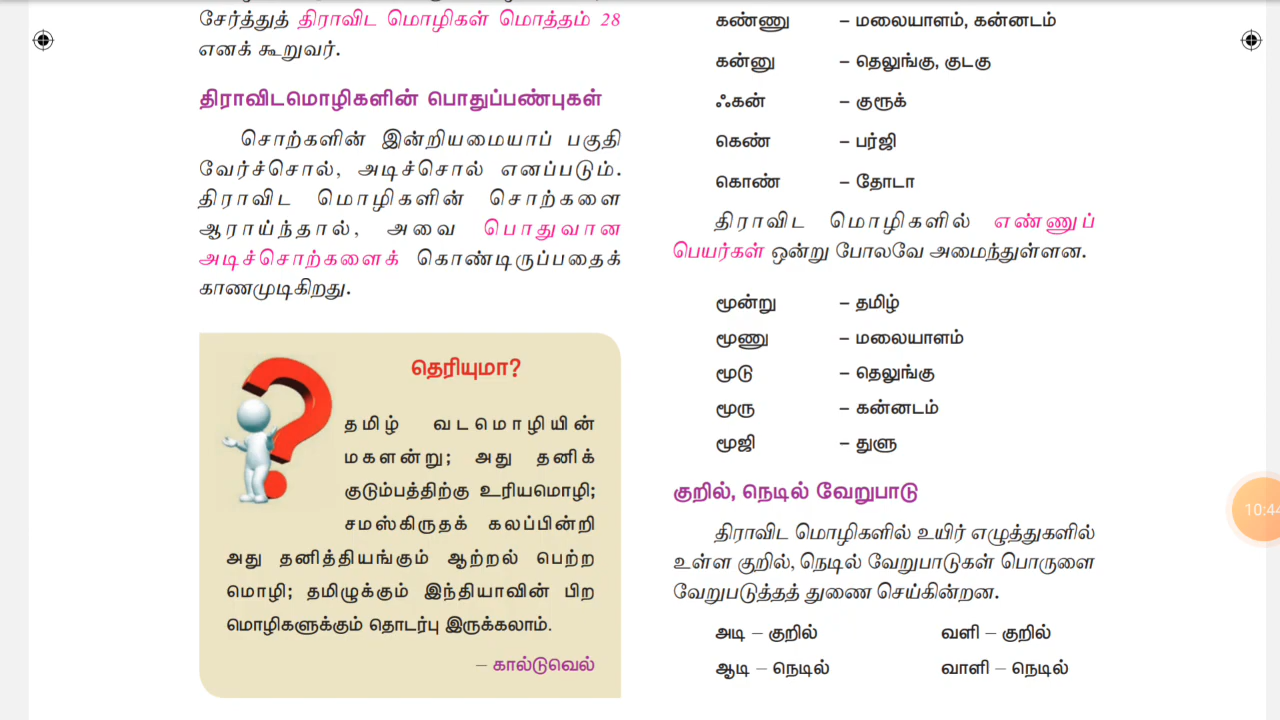 சேர்த்துத் திராவிட மொழிகள் மொத்தம் 28
எனக் கூறுவர்.
திராவிடமொழிகளின் பொதுப்பண்புகள்
சொற்களின் இன்றியமையாப் பகுதி
வேர்ச்சொல், அடிச்சொல் எனப்படும்.
திராவிட மொழிகளின் சொற்களை
ஆராய்ந்தால், அவை பொதுவான
அடிச்சொற்களைக் கொண்டிருப்பதைக்
காணமுடிகிறது.
தெரியுமா?
தமிழ் வடமொழியின்
மகளன்று; அது தனிக்
குடும்பத்திற்கு உரியமொழி;
சமஸ்கிருதக் கலப்பின்றி
அது தனித்தியங்கும் ஆற்றல் பெற்ற
மொழி; தமிழுக்கும் இந்தியாவின் பிற
மொழிகளுக்கும் தொடர்பு இருக்கலாம்.
– கால்டுவெல்
கண்ணு – மலையாளம், கன்னடம்
கன்னு – தெலுங்கு, குடகு
ஃகன் – குரூக்
கெண் – பர்ஜி
கொண் – தோடா
திராவிட மொழிகளில் எண்ணுப்
பெயர்கள் ஒன்று போலவே அமைந்துள்ளன.
மூன்று – தமிழ்
மூணு – மலையாளம்
மூடு – தெலுங்கு
மூரு – கன்னடம்
மூஜி – துளு
குறில், நெடில் வேறுபாடு
திராவிட மொழிகளில் உயிர் எழுத்துகளில்
உள்ள குறில், நெடில் வேறுபாடுகள் பொருளை
வேறுபடுத்தத் துணை செய்கின்றன.
அடி – குறில் வளி – குறில்
ஆடி – நெடில் வாளி – நெடில்